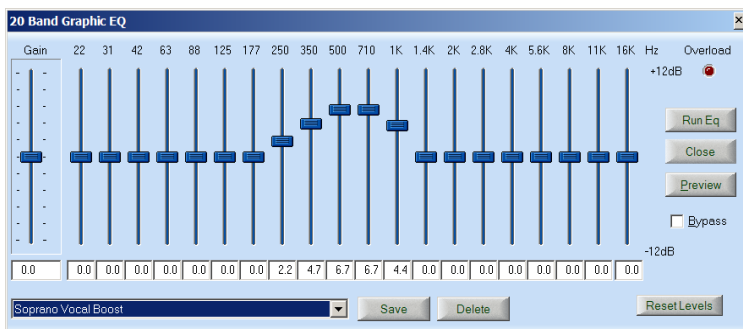 20 Band Graphic EQ
Gain 22 31 42 63 88 125 177 250 350 500 710 1K 1.4K 2K 2.8K 4K 5.6K 8K 11K 16K Hz Overload
+12dB
Run Eq
Close
Preview
Bypass
-12dB
0.0 0.0 0.0 0.0 0.0 0.0 0.0 0.0 2.2 4.7 6.7 6.7 4.4 0.0 0.0 0.0 0.0 0.0 0.0 0.0 0.0
Soprano Vocal Boost Save Delete Reset Levels